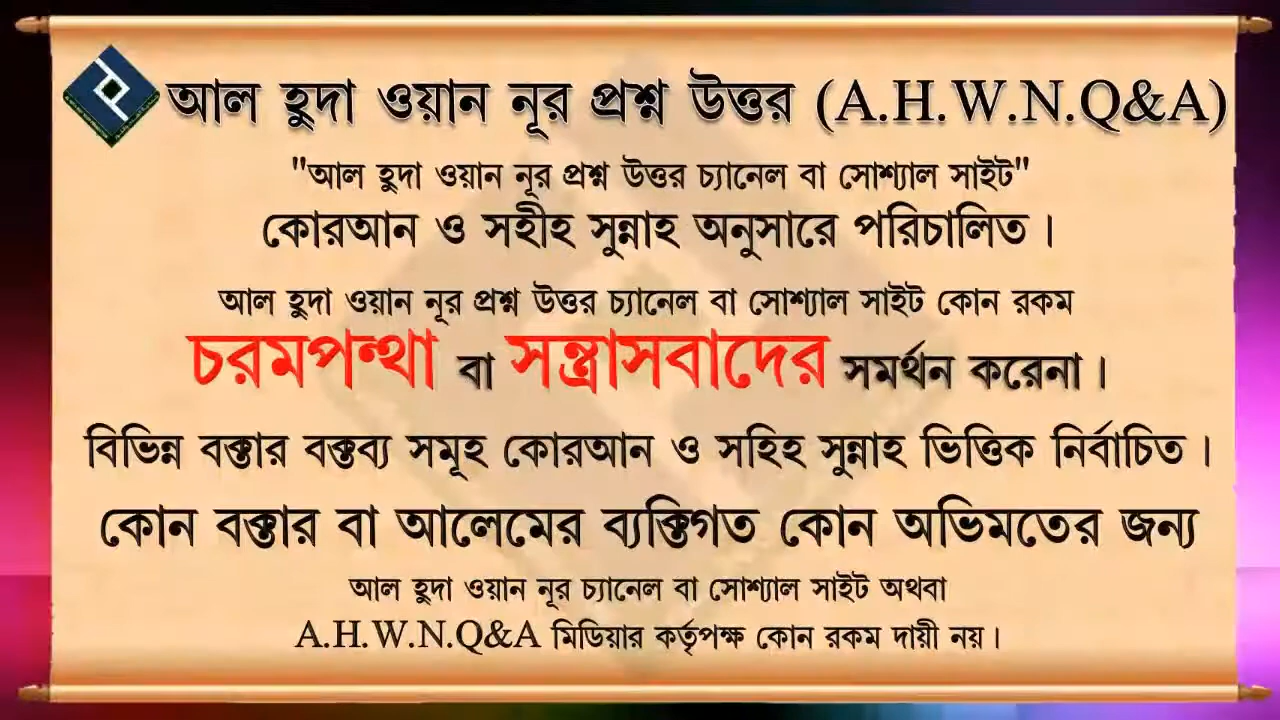 আল হুদা ওয়ান নূর প্রশ্ন উত্তর (A.H.W.N.Q&A)
"আল হুদা ওয়ান নূর প্রশ্ন উত্তর চ্যানেল বা সোশ্যাল সাইট"
কোরআন ও সহীহ সুন্নাহ অনুসারে পরিচালিত।
আল হুদা ওয়ান নূর প্রশ্ন উত্তর চ্যানেল বা সোশ্যাল সাইট কোন রকম
চরমপন্থা বা সন্ত্রাসবাদের সমর্থন করেনা।
বিভিন্ন বক্তার বক্তব্য সমূহ কোরআন ও সহিহ সুন্নাহ ভিত্তিক নির্বাচিত।
কোন বক্তার বা আলেমের ব্যক্তিগত কোন অভিমতের জন্য
আল হুদা ওয়ান নূর চ্যানেল বা সোশ্যাল সাইট অথবা
A.H.W.N.Q&A মিডিয়ার কর্তৃপক্ষ কোন রকম দায়ী নয়।